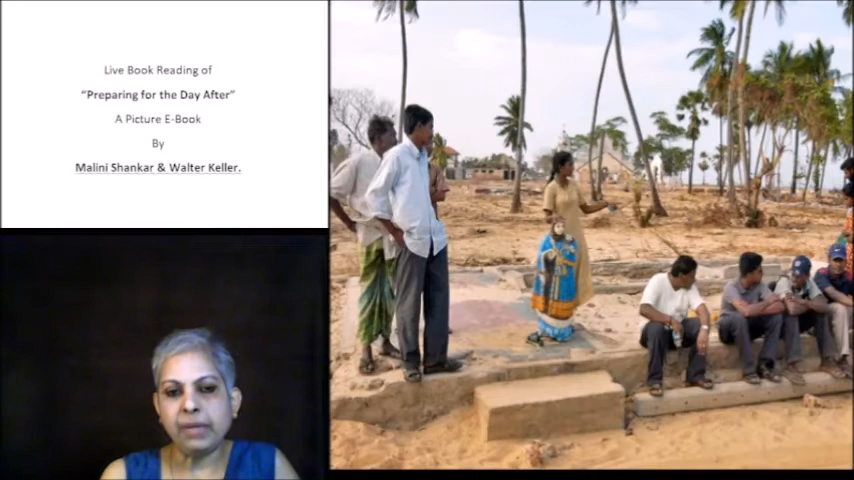 Live Book Reading of
“Preparing for the Day After”
A Picture E-Book
By
Malini Shankar & Walter Keller.